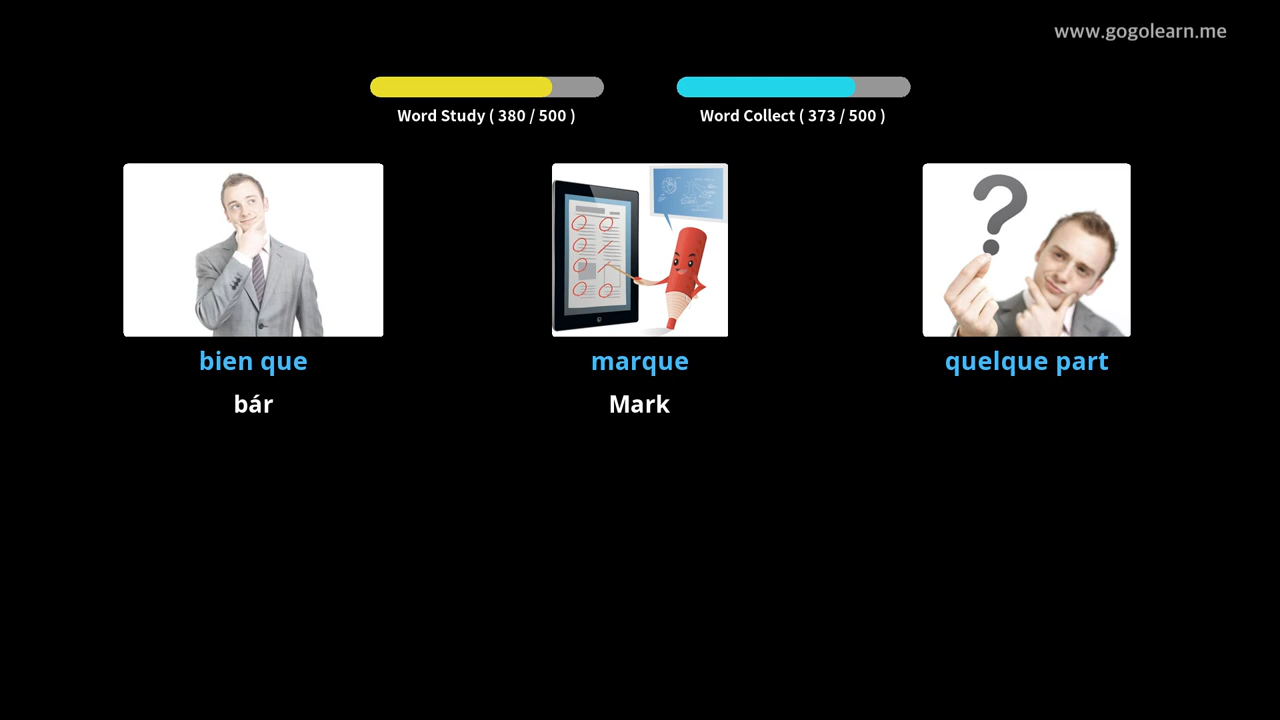 www.gogolearn.me
Word Study ( 380 / 500 )
Word Collect ( 373 / 500 )
bien que
marque
quelque part
bár
Mark